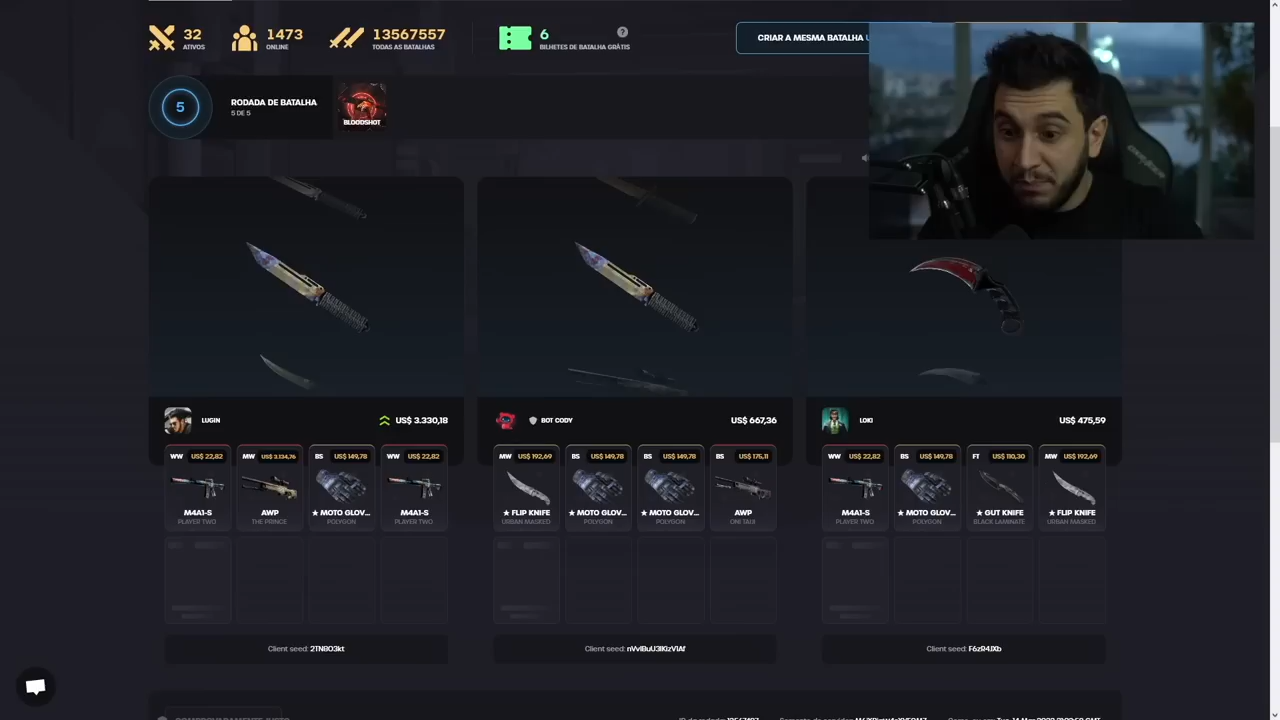 32
ATIVOS
1473
ONLINE
13567557
TODAS AS BATALHAS
6
BILHETES DE BATALHA GRÁTIS
?
CRIAR A MESMA BATALHA
5
RODADA DE BATALHA
5 DE 5
BLOODSHOT
LUGIN
US$ 3.330,18
BOT CODY
US$ 667,36
LOKI
US$ 475,59
WW US$ 22,82
M4A1-S
PLAYER TWO
MW US$ 3.134,76
AWP
THE PRINCE
BS US$ 149,78
★ MOTO GLOV...
POLYGON
WW US$ 22,82
M4A1-S
PLAYER TWO
MW US$ 192,69
★ FLIP KNIFE
URBAN MASKED
BS US$ 149,78
★ MOTO GLOV...
POLYGON
BS US$ 149,78
★ MOTO GLOV...
POLYGON
BS US$ 175,11
AWP
ONI TAIJI
WW US$ 22,82
M4A1-S
PLAYER TWO
BS US$ 149,78
★ MOTO GLOV...
POLYGON
FT US$ 110,30
★ GUT KNIFE
BLACK LAMINATE
MW US$ 192,69
★ FLIP KNIFE
URBAN MASKED
Client seed: 2TN8O3kt
Client seed:
Client seed: